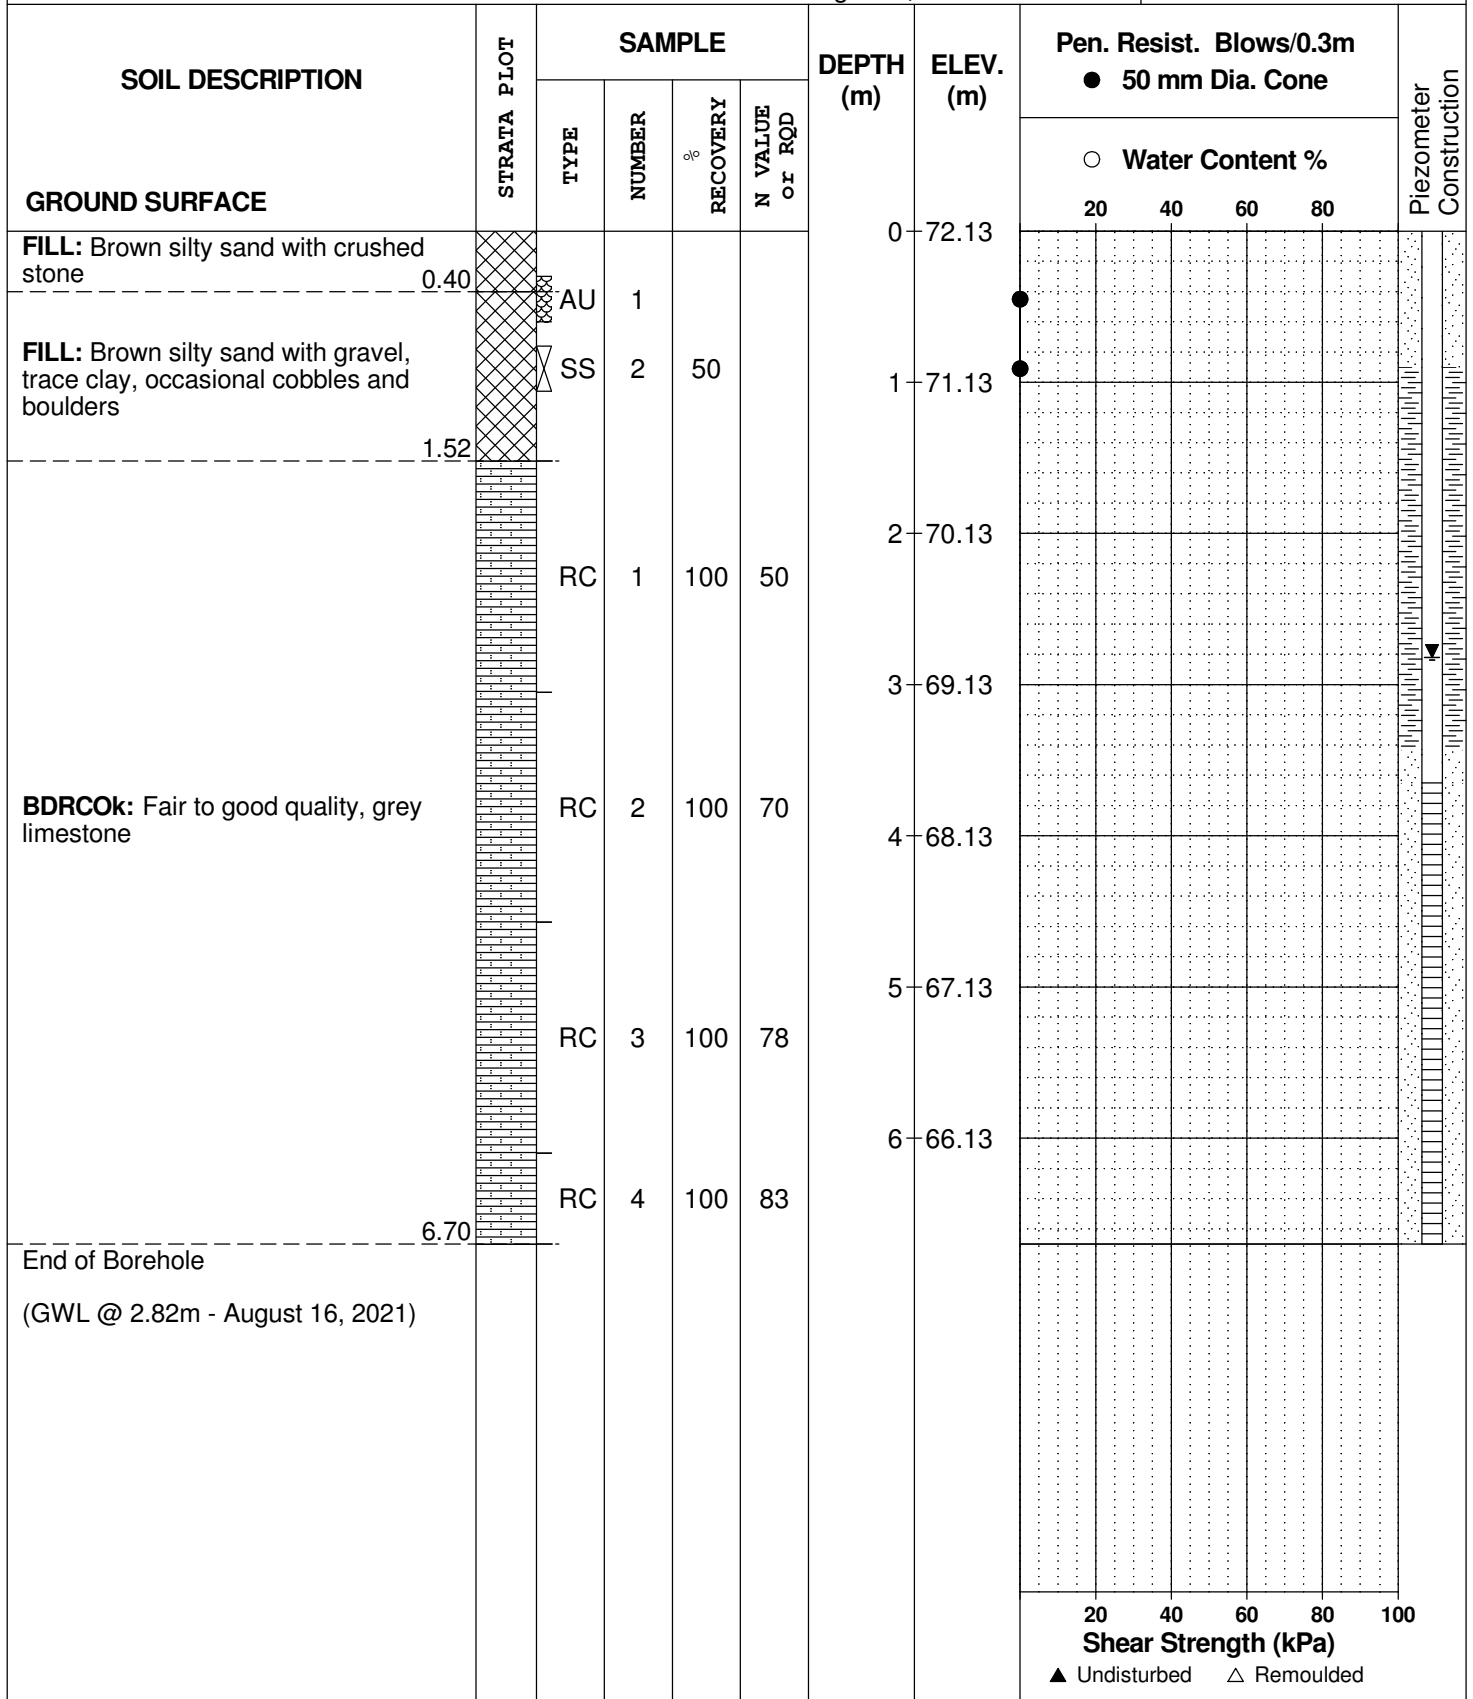 SOIL DESCRIPTION
GROUND SURFACE
STRATA PLOT
SAMPLE
TYPE
NUMBER
%
RECOVERY
N VALUE
or RQD
DEPTH
(m)
ELEV.
(m)
Pen. Resist. Blows/0.3m
● 50 mm Dia. Cone
○ Water Content %
20 40 60 80
Piezometer
Construction
FILL: Brown silty sand with crushed
stone
0.40
FILL: Brown silty sand with gravel,
trace clay, occasional cobbles and
boulders
1.52
BDRCOk: Fair to good quality, grey
limestone
6.70
End of Borehole
(GWL @ 2.82m - August 16, 2021)
AU 1
SS 2 50
RC 1 100 50
RC 2 100 70
RC 3 100 78
RC 4 100 83
0 72.13
1 71.13
2 70.13
3 69.13
4 68.13
5 67.13
6 66.13
20 40 60 80 100
Shear Strength (kPa)
▲ Undisturbed △ Remoulded